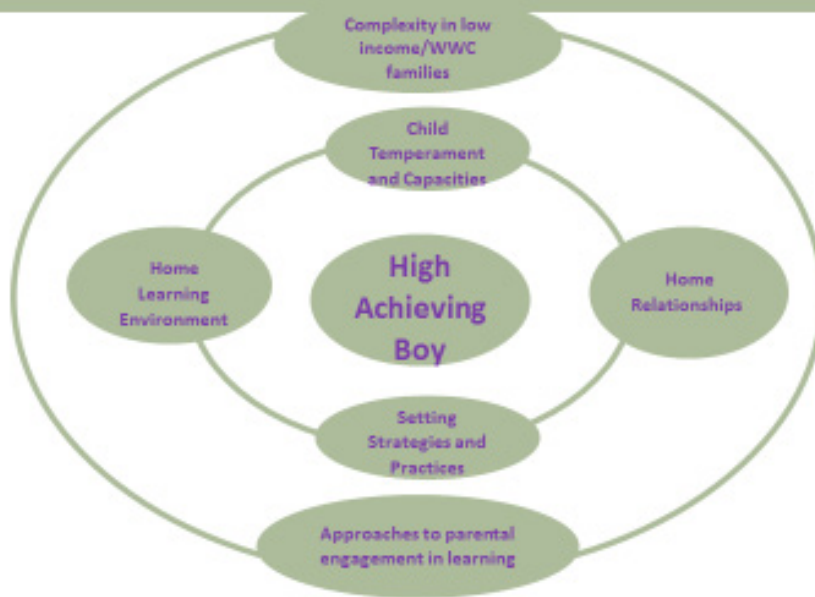 Complexity in low
income/WWC
families
Child
Temperament
and Capacities
Home
Learning
Environment
High
Achieving
Boy
Home
Relationships
Setting
Strategies and
Practices
Approaches to parental
engagement in learning